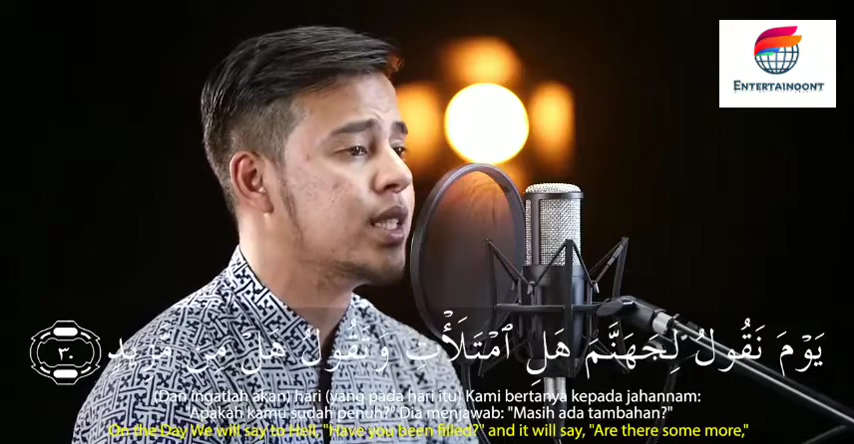 ENTERTAINOONT
يَوْمَ نَقُولُ لِجَهَنَّمَ هَلِ ٱمْتَلَأْتِ وَتَقُولُ هَلْ مِن مَّزِيدٍ ٣٠
(Dan ingatlah akan) hari (yang pada hari itu) Kami bertanya kepada jahannam:
"Apakah kamu sudah penuh?" Dia menjawab: "Masih ada tambahan?"
On the Day We will say to Hell, "Have you been filled?" and it will say, "Are there some more,"